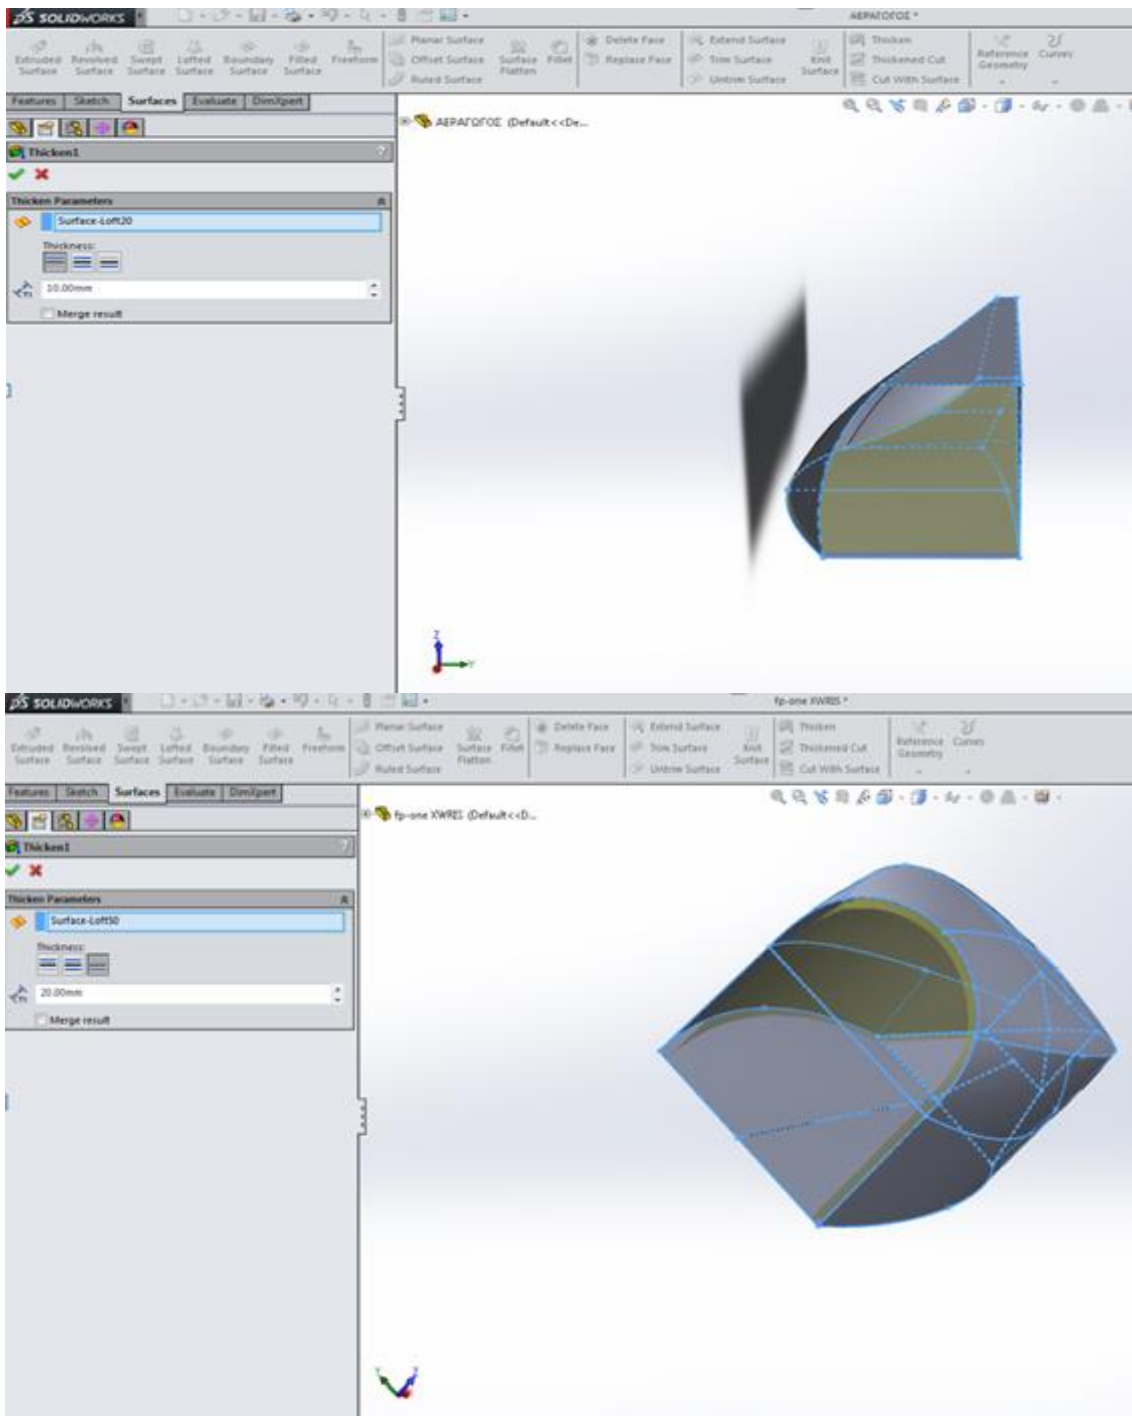 SOLIDWORKS
ΑΕΡΑΓΩΓΟΣ *
Extruded Surface
Revolved Surface
Swept Surface
Lofted Surface
Boundary Surface
Filled Surface
Freeform
Planar Surface
Offset Surface
Ruled Surface
Surface Flatten
Fillet
Delete Face
Replace Face
Extend Surface
Trim Surface
Untrim Surface
Knit Surface
Thicken
Thickened Cut
Cut With Surface
Reference Geometry
Curves
Features Sketch Surfaces Evaluate DimXpert
ΑΕΡΑΓΩΓΟΣ (Default<<De...
Thicken1 ?
Thicken Parameters
Surface-Loft20
Thickness:
10.00mm
Merge result
Z
Y
SOLIDWORKS
fp-one XWRIS *
Extruded Surface
Revolved Surface
Swept Surface
Lofted Surface
Boundary Surface
Filled Surface
Freeform
Planar Surface
Offset Surface
Ruled Surface
Surface Flatten
Fillet
Delete Face
Replace Face
Extend Surface
Trim Surface
Untrim Surface
Knit Surface
Thicken
Thickened Cut
Cut With Surface
Reference Geometry
Curves
Features Sketch Surfaces Evaluate DimXpert
fp-one XWRIS (Default<<D...
Thicken1 ?
Thicken Parameters
Surface-Loft50
Thickness:
20.00mm
Merge result